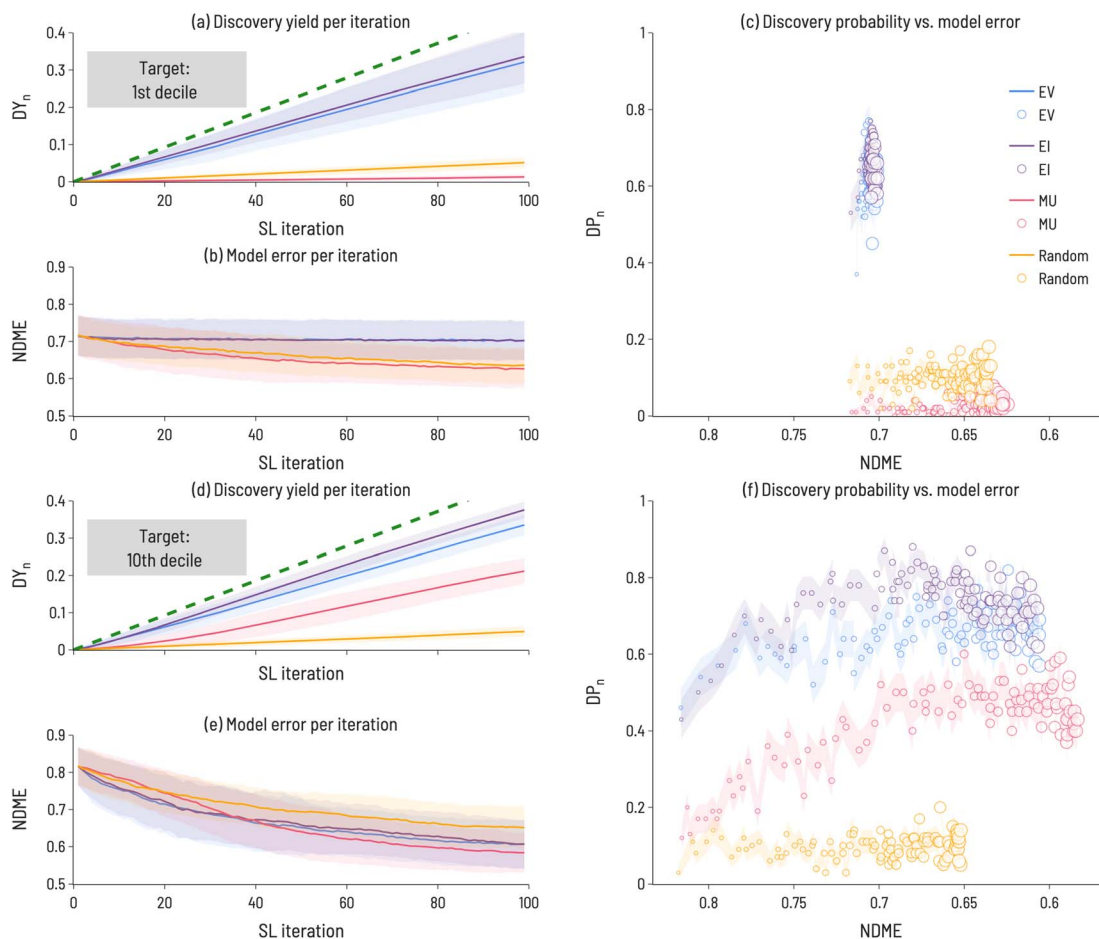 (a) Discovery yield per iteration
0.4
0.3
0.2
0.1
0
DYn
Target:
1st decile
0
20
40
60
80
100
SL iteration
(b) Model error per iteration
0.9
0.8
0.7
0.6
0.5
NDME
0
20
40
60
80
100
SL iteration
(c) Discovery probability vs. model error
1
0.8
0.6
0.4
0.2
0
DPn
EV
EV
EI
EI
MU
MU
Random
Random
0.8
0.75
0.7
0.65
0.6
NDME
(d) Discovery yield per iteration
0.4
0.3
0.2
0.1
0
DYn
Target:
10th decile
0
20
40
60
80
100
SL iteration
(e) Model error per iteration
0.9
0.8
0.7
0.6
0.5
NDME
0
20
40
60
80
100
SL iteration
(f) Discovery probability vs. model error
1
0.8
0.6
0.4
0.2
0
DPn
0.8
0.75
0.7
0.65
0.6
NDME